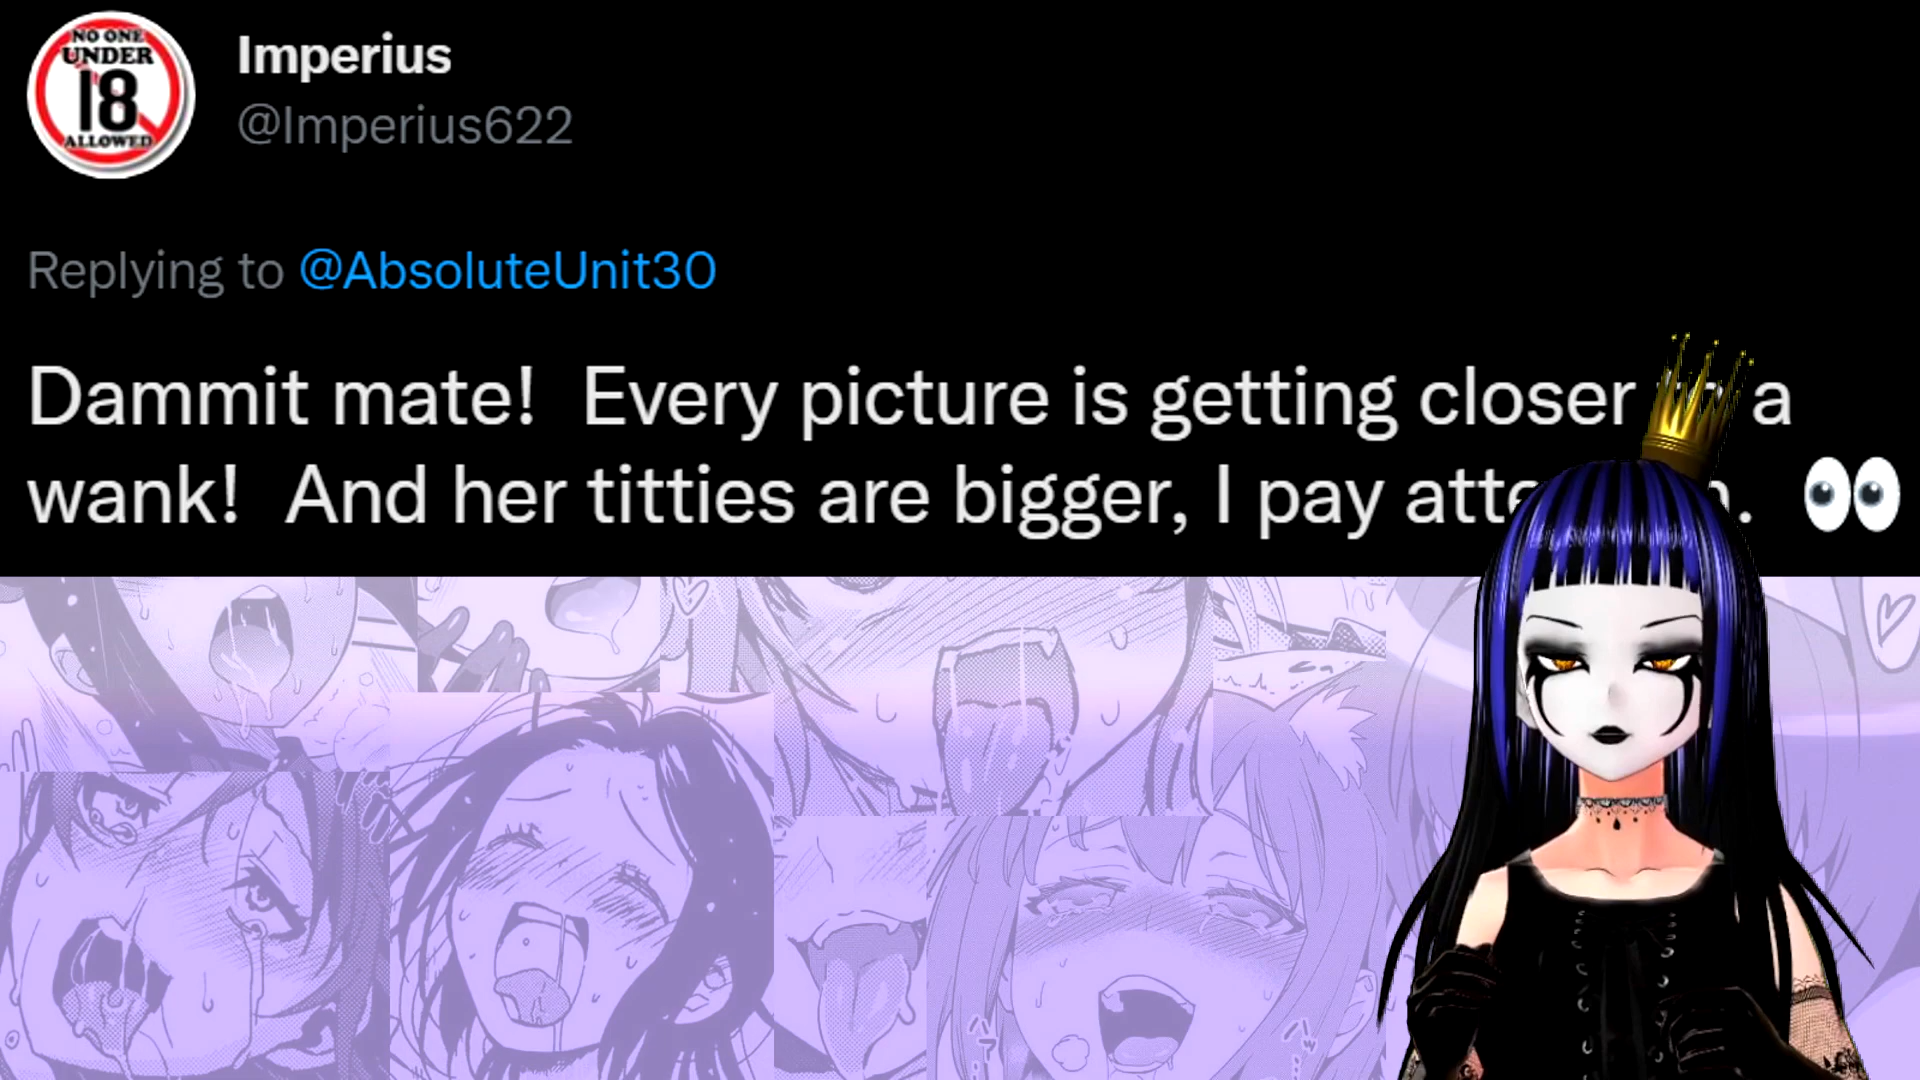 NO ONE
UNDER
18
ALLOWED
Imperius
@Imperius622
Replying to @AbsoluteUnit30
Dammit mate! Every picture is getting closer a
wank! And her titties are bigger, I pay 👀